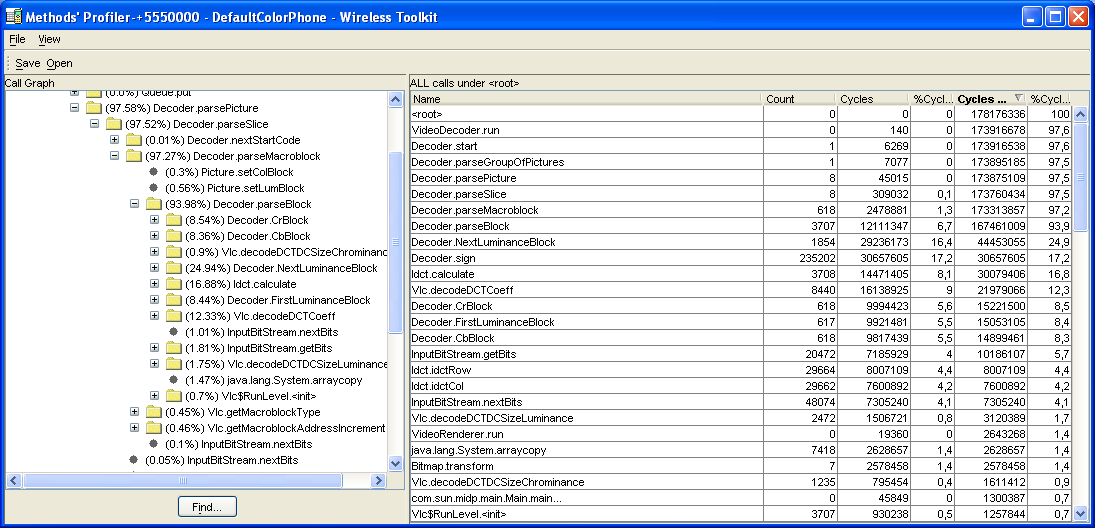 Methods' Profiler-+5550000 - DefaultColorPhone - Wireless Toolkit
File View
Save Open
Call Graph
(0.0%) Queue.put
(97.58%) Decoder.parsePicture
(97.52%) Decoder.parseSlice
(0.01%) Decoder.nextStartCode
(97.27%) Decoder.parseMacroblock
(0.3%) Picture.setColBlock
(0.56%) Picture.setLumBlock
(93.98%) Decoder.parseBlock
(8.54%) Decoder.CrBlock
(8.36%) Decoder.CbBlock
(0.9%) Vlc.decodeDCTDCSizeChrominance
(24.94%) Decoder.NextLuminanceBlock
(16.88%) Idct.calculate
(8.44%) Decoder.FirstLuminanceBlock
(12.33%) Vlc.decodeDCTCoeff
(1.01%) InputBitStream.nextBits
(1.81%) InputBitStream.getBits
(1.75%) Vlc.decodeDCTDCSizeLuminance
(1.47%) java.lang.System.arraycopy
(0.7%) Vlc$RunLevel.<init>
(0.45%) Vlc.getMacroblockType
(0.46%) Vlc.getMacroblockAddressIncrement
(0.1%) InputBitStream.nextBits
(0.05%) InputBitStream.nextBits
Find...
ALL calls under <root>
Name Count Cycles %Cycl... Cycles ... %Cycl...
<root> 0 0 0 178176336 100
VideoDecoder.run 0 140 0 173916678 97,6
Decoder.start 1 6269 0 173916538 97,6
Decoder.parseGroupOfPictures 1 7077 0 173895185 97,5
Decoder.parsePicture 8 45015 0 173875109 97,5
Decoder.parseSlice 8 309032 0,1 173760434 97,5
Decoder.parseMacroblock 618 2478881 1,3 173313857 97,2
Decoder.parseBlock 3707 12111347 6,7 167461009 93,9
Decoder.NextLuminanceBlock 1854 29236173 16,4 44453055 24,9
Decoder.sign 235202 30657605 17,2 30657605 17,2
Idct.calculate 3708 14471405 8,1 30079406 16,8
Vlc.decodeDCTCoeff 8440 16138925 9 21979066 12,3
Decoder.CrBlock 618 9994423 5,6 15221500 8,5
Decoder.FirstLuminanceBlock 617 9921481 5,5 15053105 8,4
Decoder.CbBlock 618 9817439 5,5 14899461 8,3
InputBitStream.getBits 20472 7185929 4 10186107 5,7
Idct.idctRow 29664 8007109 4,4 8007109 4,4
Idct.idctCol 29662 7600892 4,2 7600892 4,2
InputBitStream.nextBits 48074 7305240 4,1 7305240 4,1
Vlc.decodeDCTDCSizeLuminance 2472 1506721 0,8 3120389 1,7
VideoRenderer.run 0 19360 0 2643268 1,4
java.lang.System.arraycopy 7418 2628657 1,4 2628657 1,4
Bitmap.transform 7 2578458 1,4 2578458 1,4
Vlc.decodeDCTDCSizeChrominance 1235 795454 0,4 1611412 0,9
com.sun.midp.main.Main.main... 0 45849 0 1300387 0,7
Vlc$RunLevel.<init> 3707 930238 0,5 1257844 0,7